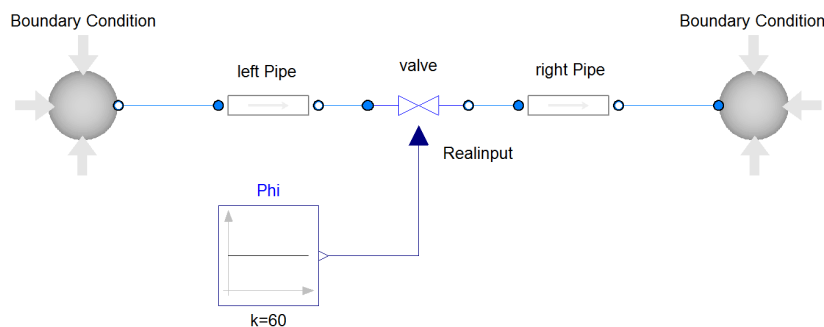 Boundary Condition
Boundary Condition
left Pipe
valve
right Pipe
Realinput
Phi
k=60